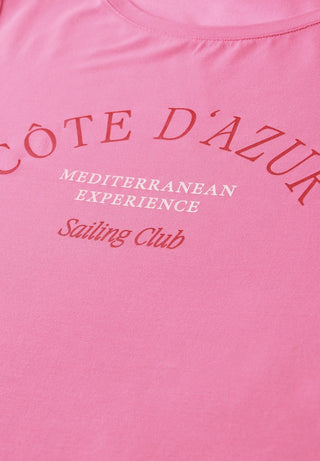 CÔTE D'AZUR
MEDITERRANEAN
EXPERIENCE
Sailing Club